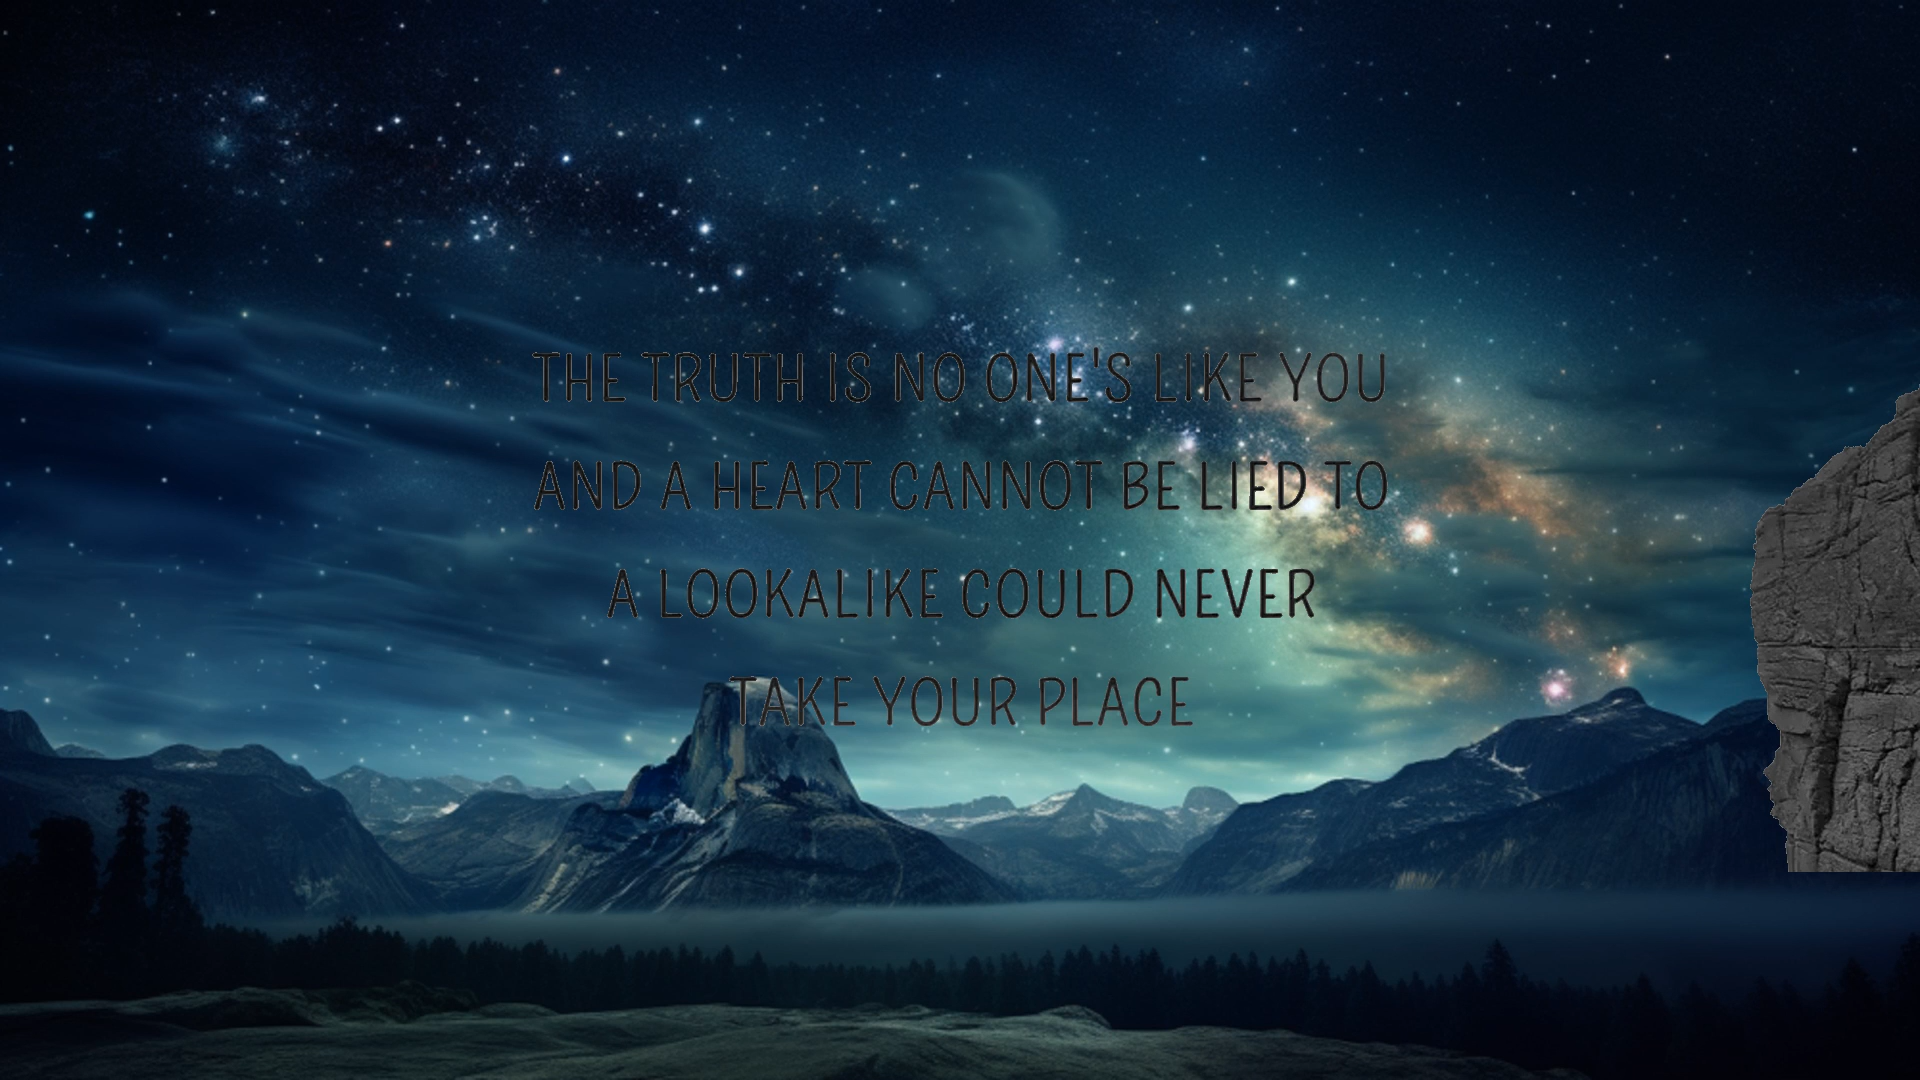 THE TRUTH IS NO ONE'S LIKE YOU
AND A HEART CANNOT BE LIED TO
A LOOKALIKE COULD NEVER
TAKE YOUR PLACE